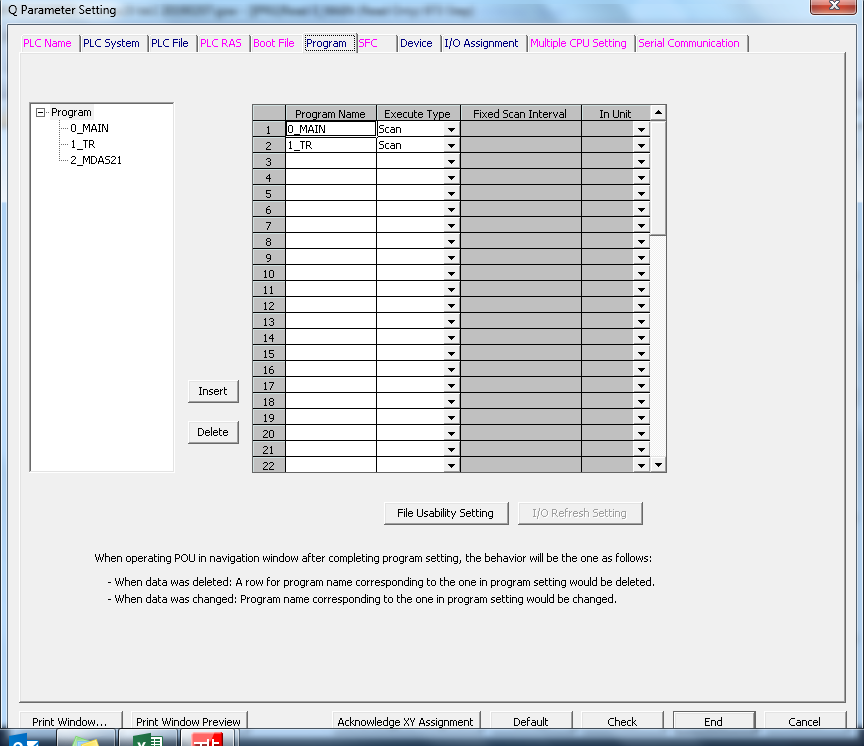 Q Parameter Setting
PLC Name PLC System PLC File PLC RAS Boot File Program SFC Device I/O Assignment Multiple CPU Setting Serial Communication
Program
0_MAIN
1_TR
2_MDAS21
Program Name Execute Type Fixed Scan Interval In Unit
1 0_MAIN Scan
2 1_TR Scan
3
4
5
6
7
8
9
10
11
12
13
14
15
16
17
18
19
20
21
22
Insert
Delete
File Usability Setting I/O Refresh Setting
When operating POU in navigation window after completing program setting, the behavior will be the one as follows:
- When data was deleted: A row for program name corresponding to the one in program setting would be deleted.
- When data was changed: Program name corresponding to the one in program setting would be changed.
Print Window... Print Window Preview Acknowledge XY Assignment Default Check End Cancel